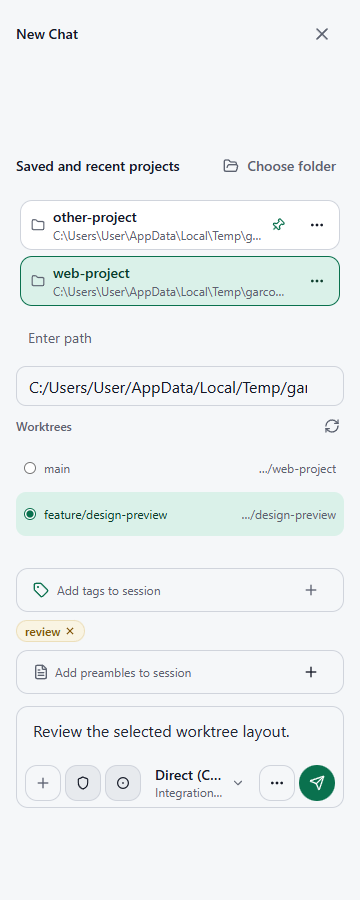 New Chat
Saved and recent projects
Choose folder
other-project
C:\Users\User\AppData\Local\Temp\g...
web-project
C:\Users\User\AppData\Local\Temp\garco...
Enter path
C:/Users/User/AppData/Local/Temp/gar
Worktrees
main
.../web-project
feature/design-preview
.../design-preview
Add tags to session
review
Add preambles to session
Review the selected worktree layout.
Direct (C...
Integration...